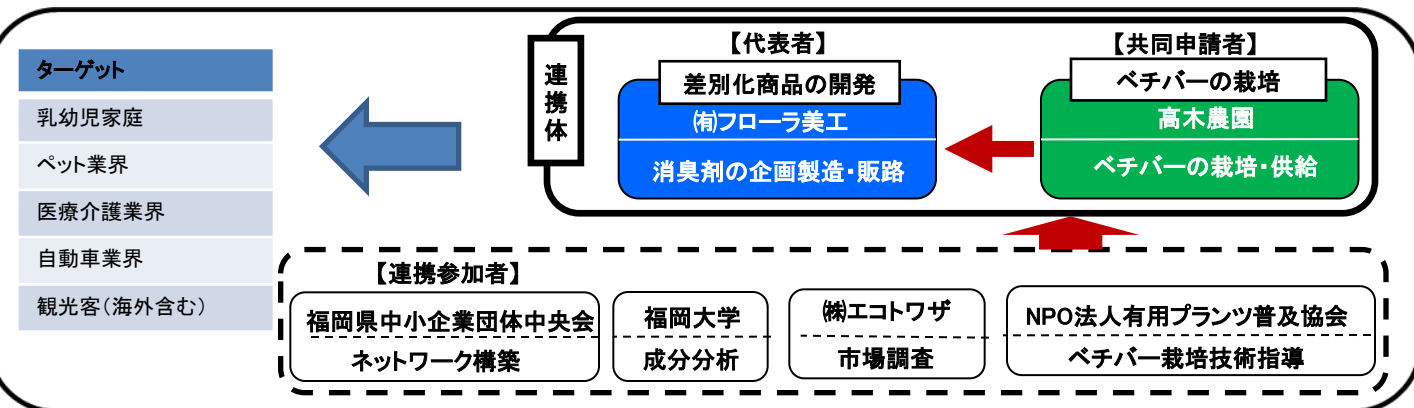 ターゲット
乳幼児家庭
ペット業界
医療介護業界
自動車業界
観光客(海外含む)
連携体
【代表者】
差別化商品の開発
㈲フローラ美工
消臭剤の企画製造・販路
【共同申請者】
ベチバーの栽培
高木農園
ベチバーの栽培・供給
【連携参加者】
福岡県中小企業団体中央会
ネットワーク構築
福岡大学
成分分析
㈱エコトワザ
市場調査
NPO法人有用プランツ普及協会
ベチバー栽培技術指導